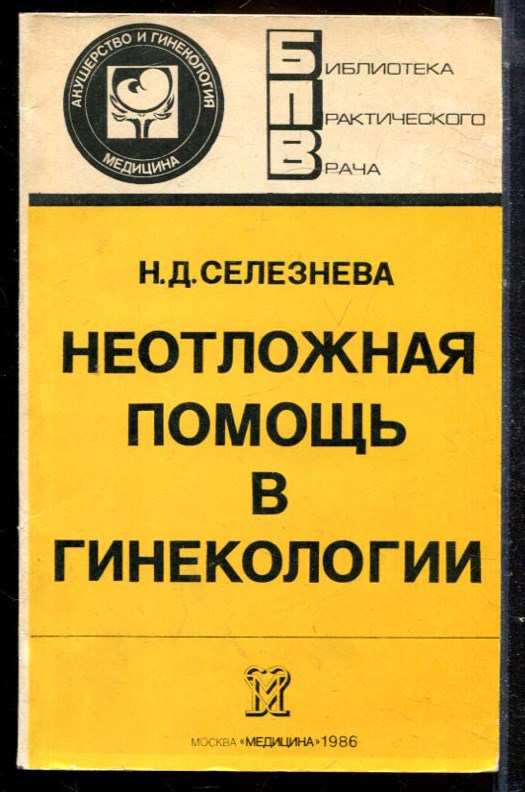 АКУШЕРСТВО И ГИНЕКОЛОГИЯ
МЕДИЦИНА
БИБЛИОТЕКА
ПРАКТИЧЕСКОГО
ВРАЧА
Н.Д.СЕЛЕЗНЕВА
НЕОТЛОЖНАЯ
ПОМОЩЬ
В
ГИНЕКОЛОГИИ
М
МОСКВА «МЕДИЦИНА» 1986